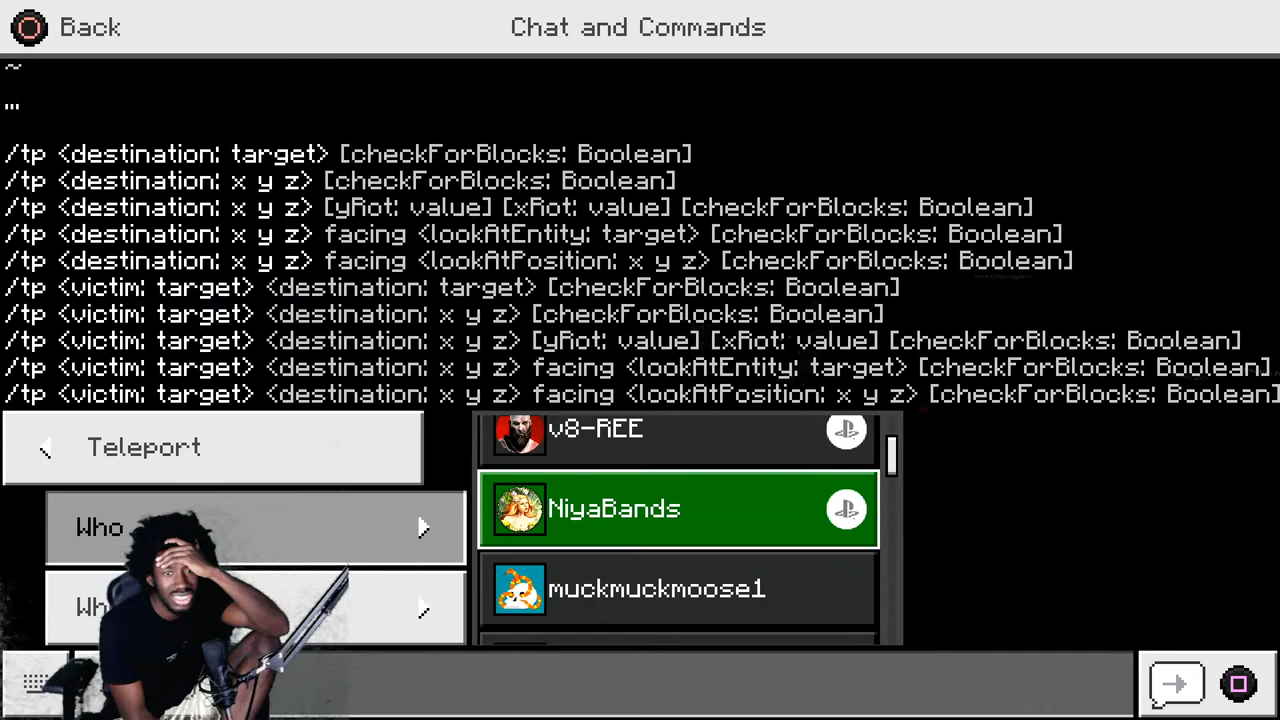 Back
Chat and Commands
~
...
/tp <destination: target> [checkForBlocks: Boolean]
/tp <destination: x y z> [checkForBlocks: Boolean]
/tp <destination: x y z> [yRot: value] [xRot: value] [checkForBlocks: Boolean]
/tp <destination: x y z> facing <lookAtEntity: target> [checkForBlocks: Boolean]
/tp <destination: x y z> facing <lookAtPosition: x y z> [checkForBlocks: Boolean]
/tp <victim: target> <destination: target> [checkForBlocks: Boolean]
/tp <victim: target> <destination: x y z> [checkForBlocks: Boolean]
/tp <victim: target> <destination: x y z> [yRot: value] [xRot: value] [checkForBlocks: Boolean]
/tp <victim: target> <destination: x y z> facing <lookAtEntity: target> [checkForBlocks: Boolean]
/tp <victim: target> <destination: x y z> facing <lookAtPosition: x y z> [checkForBlocks: Boolean]
Teleport
Who
v8-REE
NiyaBands
muckmuckmoose1